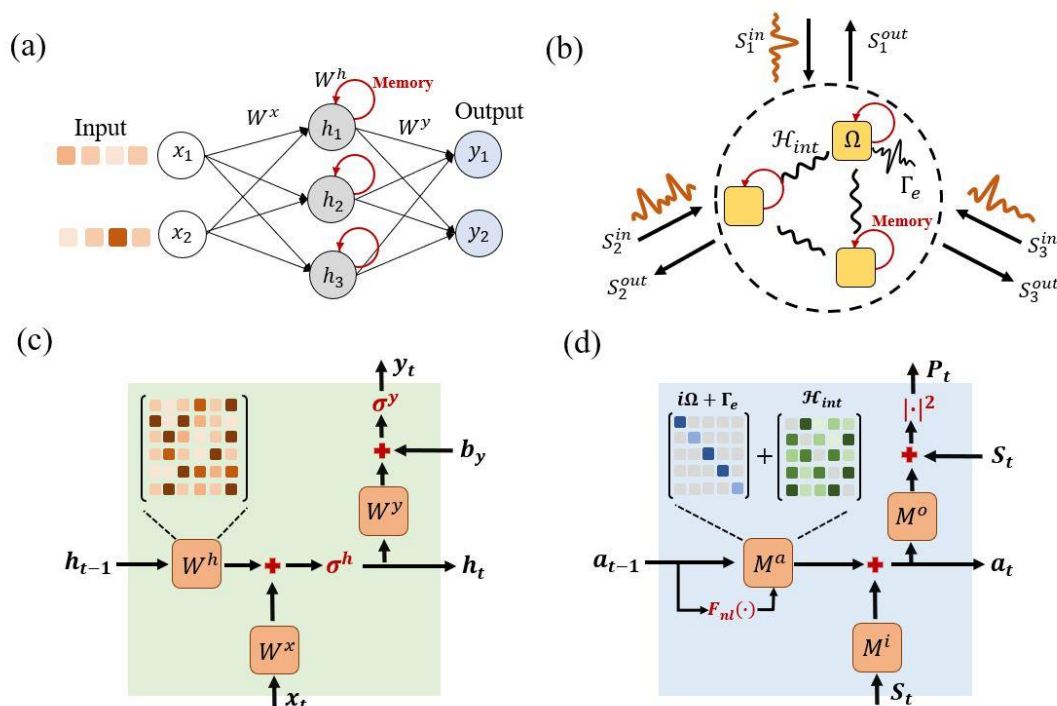 (a)
Input
W^x
W^h
Memory
W^y
Output
x_1
x_2
h_1
h_2
h_3
y_1
y_2
(b)
S_1^{in}
S_1^{out}
ℋ_{int}
Ω
Γ_e
Memory
S_2^{in}
S_2^{out}
S_3^{in}
S_3^{out}
(c)
y_t
σ^y
b_y
W^y
h_{t-1}
W^h
σ^h
h_t
W^x
x_t
(d)
P_t
iΩ + Γ_e
ℋ_{int}
|·|^2
+
S_t
M^o
a_{t-1}
M^a
a_t
F_{nl}(·)
M^i
S_t